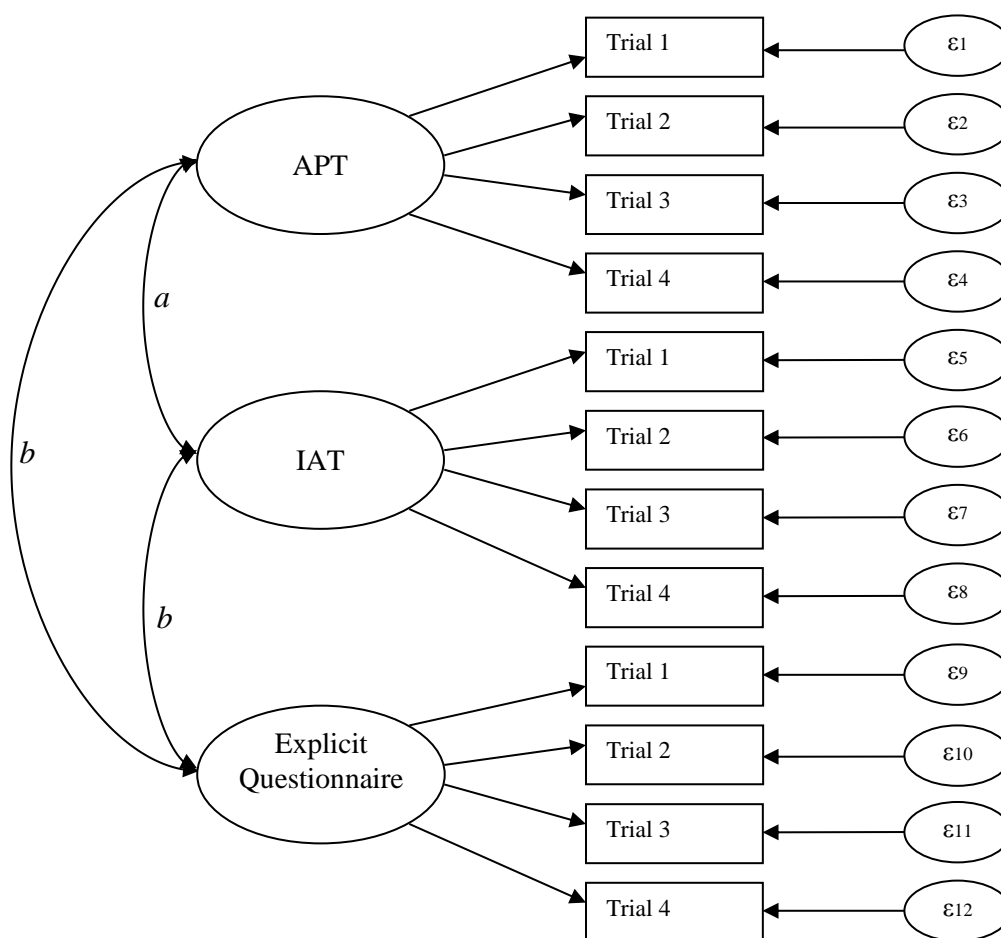 Trial 1
ε1
Trial 2
ε2
APT
Trial 3
ε3
Trial 4
ε4
a
Trial 1
ε5
Trial 2
ε6
b
IAT
Trial 3
ε7
Trial 4
ε8
b
Trial 1
ε9
Explicit
Questionnaire
Trial 2
ε10
Trial 3
ε11
Trial 4
ε12